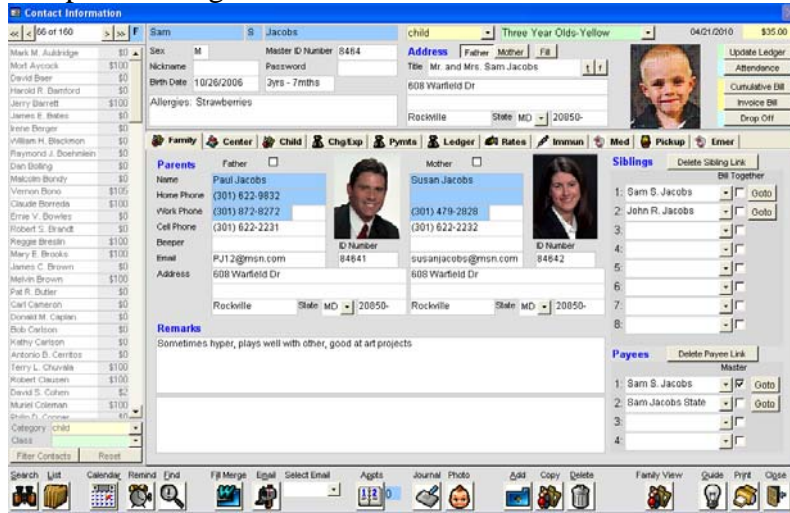 Contact Information
« < 66 of 160 > » F Sam S Jacobs child Three Year Olds-Yellow 04/21/2010 $35.00
Sex M Master ID Number 8464
Nickname Password
Birth Date 10/26/2006 3yrs - 7mths
Allergies: Strawberries
Address Father Mother Fill
Title Mr. and Mrs. Sam Jacobs
608 Warfield Dr
Rockville State MD 20850-
Update Ledger
Attendance
Cumulative Bill
Invoice Bill
Drop Off
Mark M. Auldridge $0
Mort Aycock $100
David Baer $0
Harold R. Bamford $0
Jerry Barrett $100
James E. Bates $0
Irene Berger $0
William H. Blackmon $0
Raymond J. Boehmlein $0
Dan Bolling $0
Malcolm Bondy $0
Vernon Bono $105
Claude Borreda $100
Ernie V. Bowles $0
Robert S. Brandt $0
Reggie Breslin $100
Mary E. Brooks $100
James C. Brown $0
Melvin Brown $100
Pat R. Butler $0
Carl Cameron $0
Donald M. Caplan $0
Bob Carlson $0
Kathy Carlson $0
Antonio B. Cerritos $0
Terry L. Chuvala $100
Robert Clausen $100
David S. Cohen $2
Muriel Coleman $100
Category child
Class
Filter Contacts Reset
Family Center Child Chg/Exp Pymts Ledger Rates Immun Med Pickup Emer
Parents Father Mother
Name Paul Jacobs Susan Jacobs
Home Phone (301) 622-9832
Work Phone (301) 872-8272 (301) 479-2828
Cell Phone (301) 622-2231 (301) 622-2232
Beeper ID Number ID Number
Email PJ12@msn.com 84641 susanjacobs@msn.com 84642
Address 608 Warfield Dr 608 Warfield Dr
Rockville State MD 20850- Rockville State MD 20850-
Remarks
Sometimes hyper, plays well with other, good at art projects
Siblings Delete Sibling Link
Bill Together
1: Sam S. Jacobs Goto
2: John R. Jacobs Goto
3:
4:
5:
6:
7:
8:
Payees Delete Payee Link
Master
1: Sam S. Jacobs Goto
2: Sam Jacobs State Goto
3:
4:
Search List Calendar Remind Find Fill Merge Email Select Email Appts Journal Photo Add Copy Delete Family View Guide Print Close
1 2 0